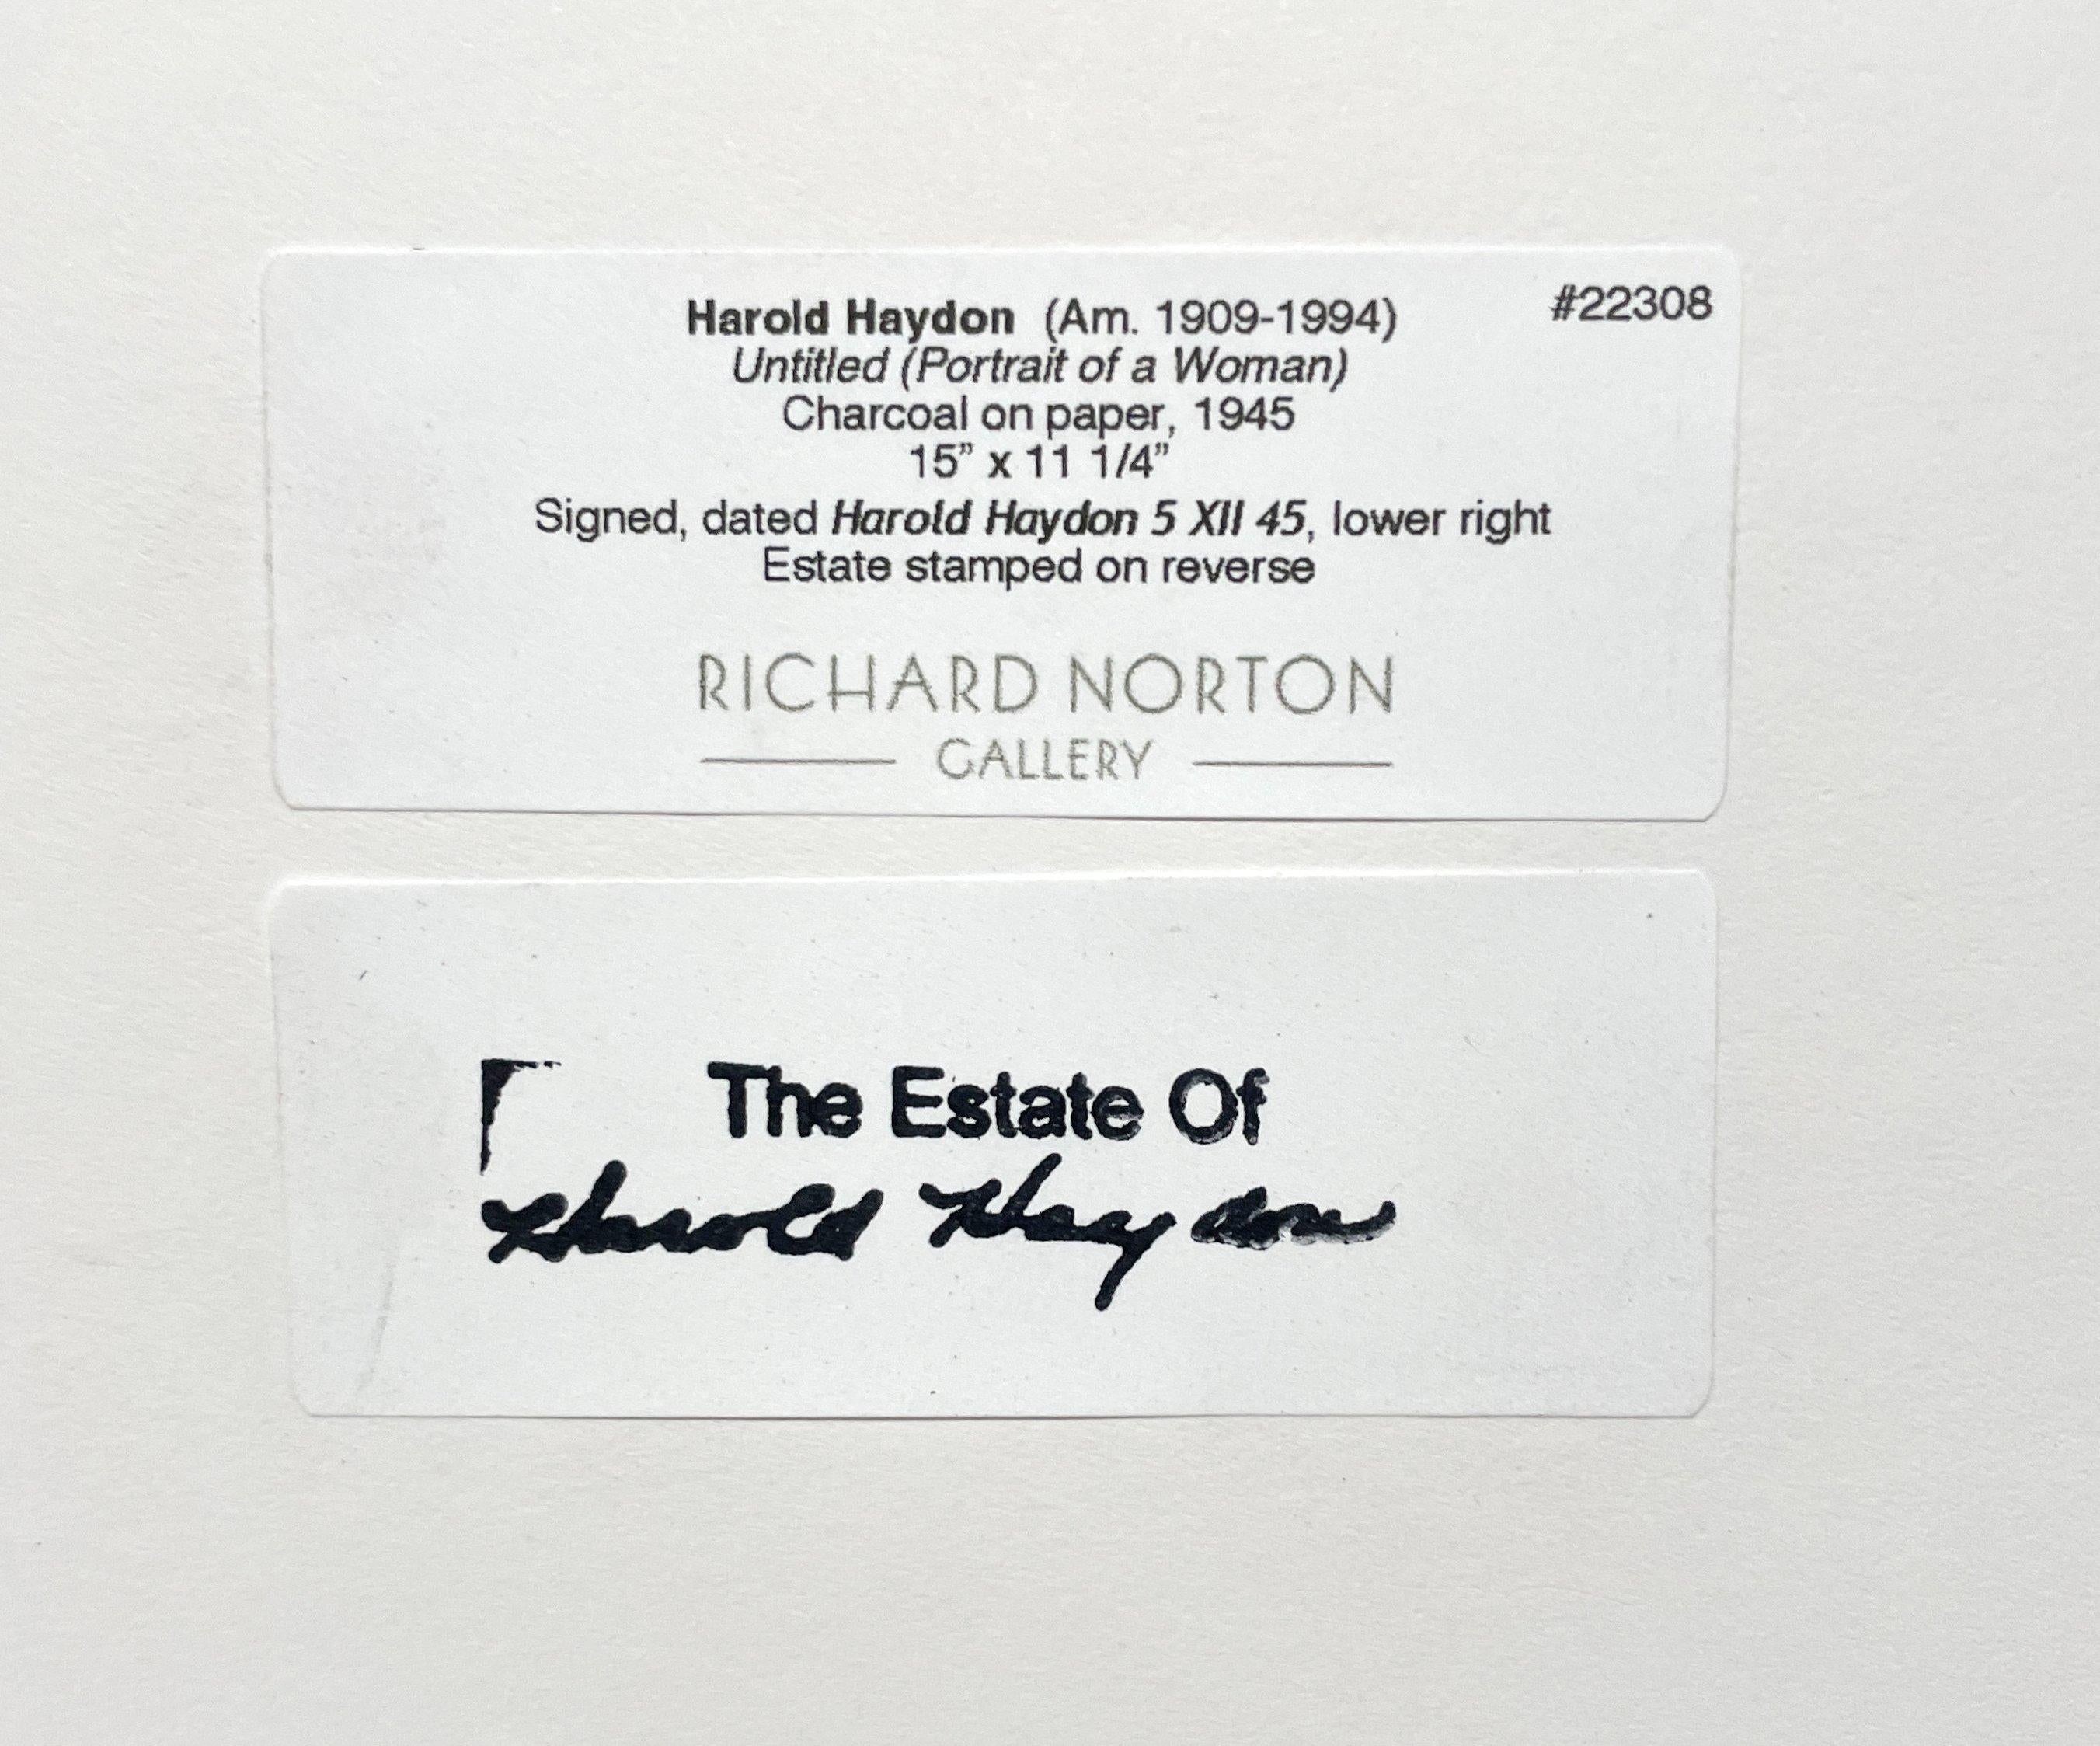 Harold Haydon (Am. 1909-1994) #22308
Untitled (Portrait of a Woman)
Charcoal on paper, 1945
15” x 11 1/4”
Signed, dated Harold Haydon 5 XII 45, lower right
Estate stamped on reverse
RICHARD NORTON
GALLERY
The Estate Of
Harold Haydon